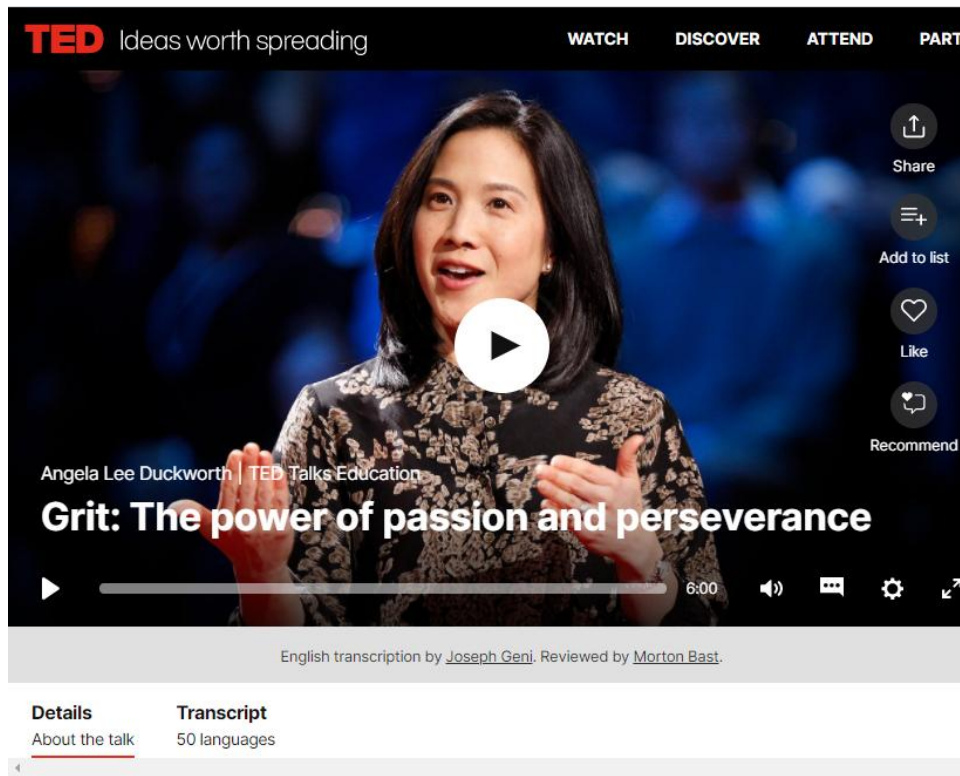 TED Ideas worth spreading WATCH DISCOVER ATTEND PART
Share
Add to list
Like
Recommend
Angela Lee Duckworth | TED Talks Education
Grit: The power of passion and perseverance
6:00
English transcription by Joseph Geni. Reviewed by Morton Bast.
Details Transcript
About the talk 50 languages